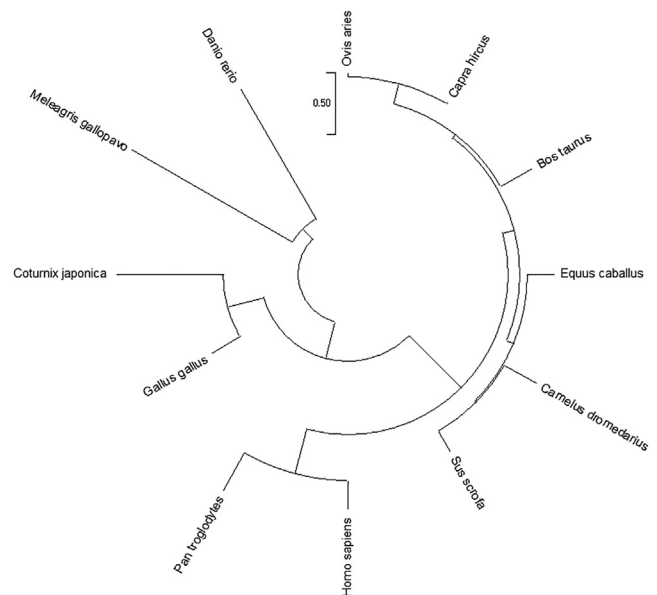 Ovis aries
Capra hircus
Bos taurus
Equus caballus
Camelus dromedarius
Sus scrofa
Homo sapiens
Pan troglodytes
Gallus gallus
Coturnix japonica
Meleagris gallopavo
Danio rerio
0.50